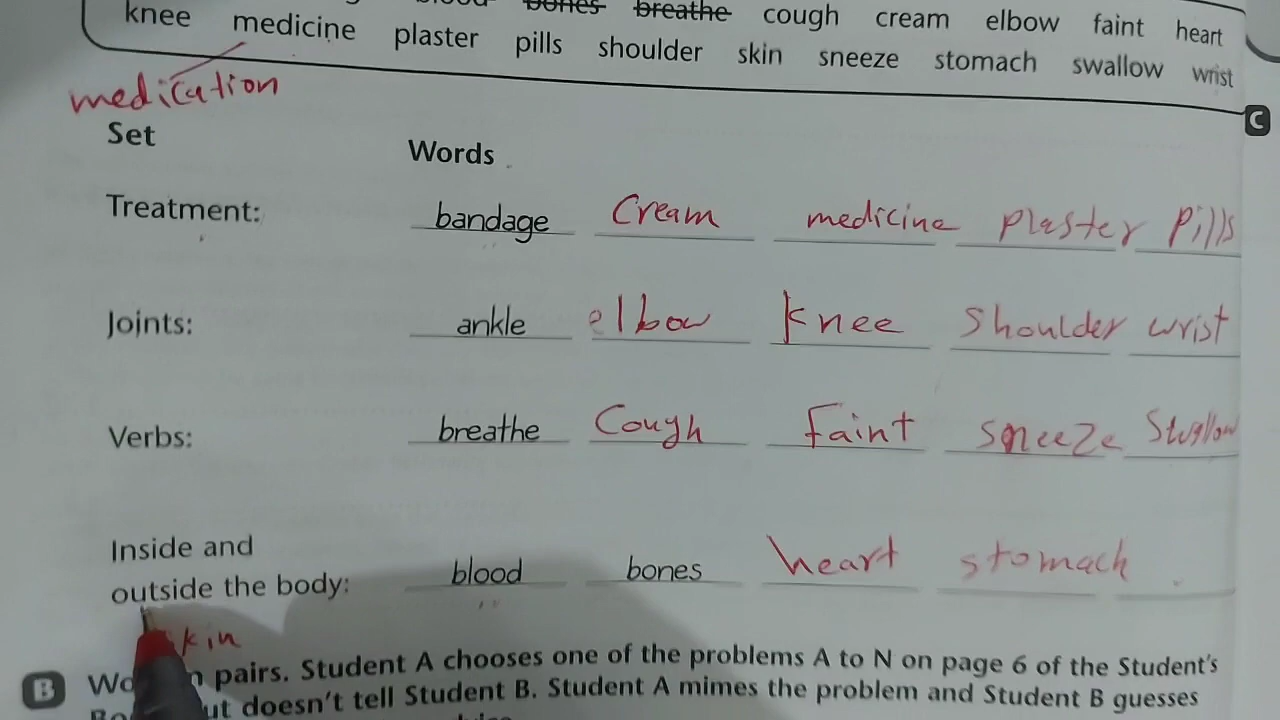 bones breathe cough cream elbow faint heart
knee medicine plaster pills shoulder skin sneeze stomach swallow wrist
medication
C
Set Words
Treatment: bandage Cream medicine plaster Pills
Joints: ankle elbow knee shoulder wrist
Verbs: breathe Cough faint sneeze Swallow
Inside and
outside the body: blood bones heart stomach
kin
B pairs. Student A chooses one of the problems A to N on page 6 of the Student's
ut doesn't tell Student B. Student A mimes the problem and Student B guesses